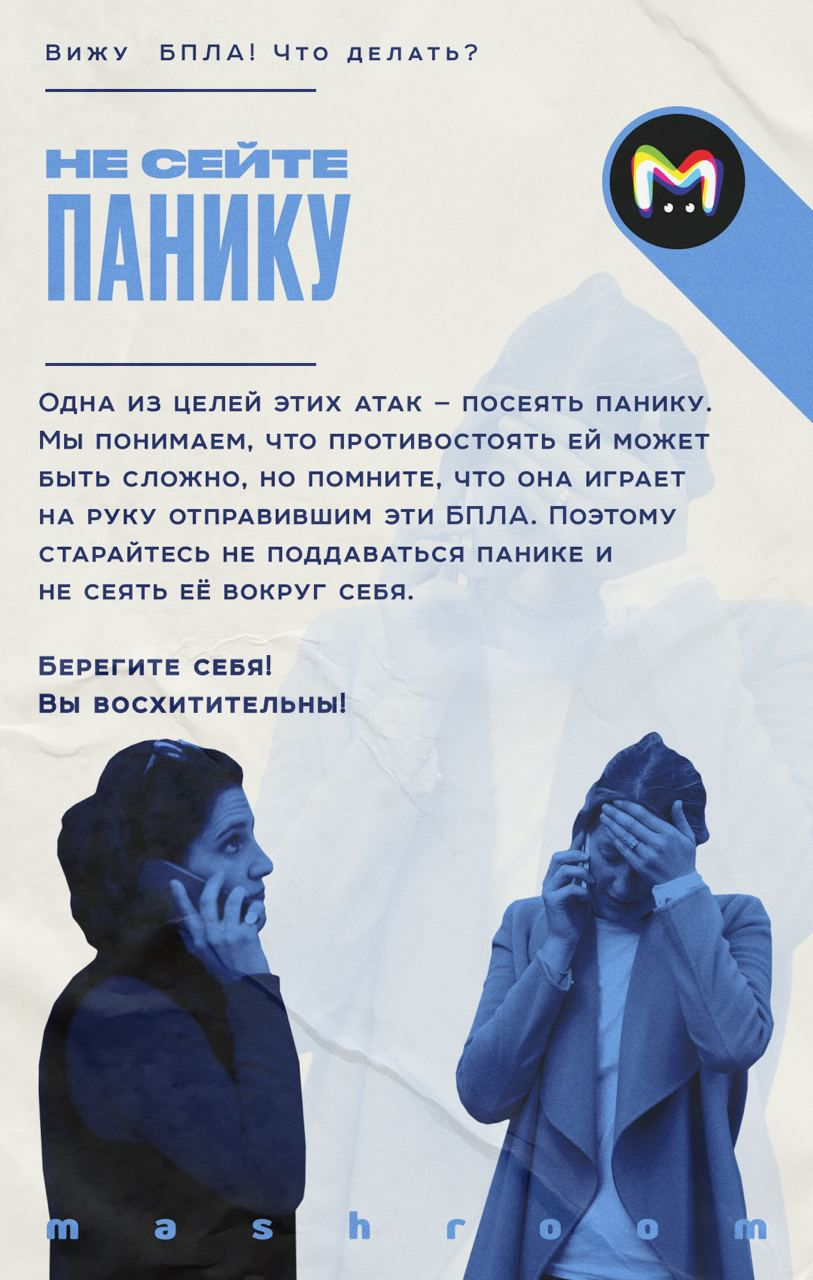 Вижу БПЛА! Что делать?
НЕ СЕЙТЕ
ПАНИКУ
Одна из целей этих атак – посеять панику.
Мы понимаем, что противостоять ей может
быть сложно, но помните, что она играет
на руку отправившим эти БПЛА. Поэтому
старайтесь не поддаваться панике и
не сеять её вокруг себя.
Берегите себя!
Вы восхитительны!
mashroom